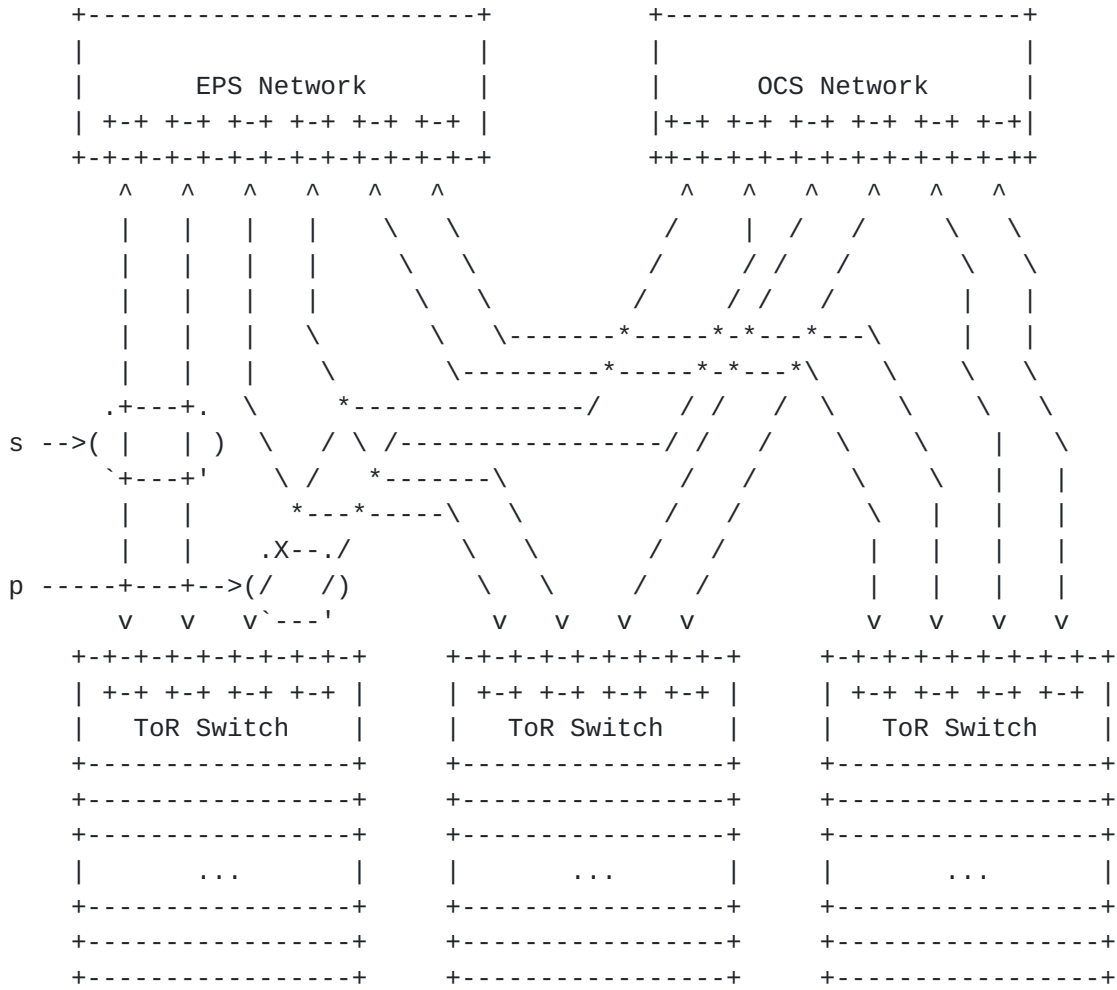 EPS Network OCS Network
s -->
p ----->
ToR Switch ToR Switch ToR Switch
... ... ...